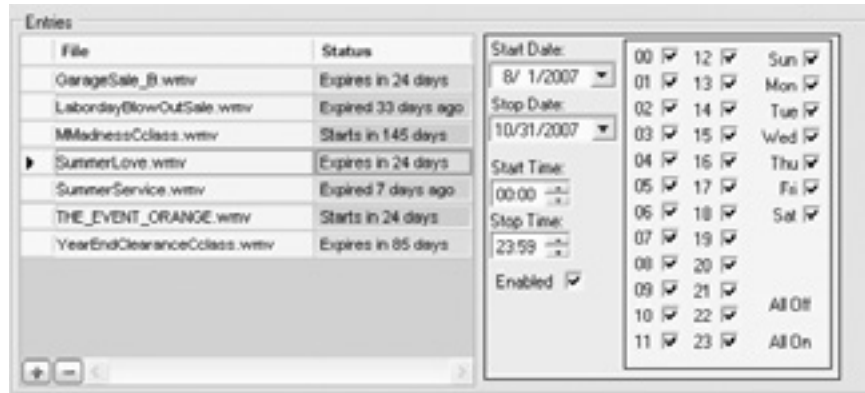 Entries
File Status
GarageSale_B.wmv Expires in 24 days
LabordayBlowOutSale.wmv Expired 33 days ago
MMadnessCclass.wmv Starts in 145 days
SummerLove.wmv Expires in 24 days
SummerService.wmv Expired 7 days ago
THE_EVENT_ORANGE.wmv Starts in 24 days
YearEndClearanceCclass.wmv Expires in 85 days
+ −
Start Date:
8/ 1/2007
Stop Date:
10/31/2007
Start Time:
00:00
Stop Time:
23:59
Enabled
00 12 Sun
01 13 Mon
02 14 Tue
03 15 Wed
04 16 Thu
05 17 Fri
06 18 Sat
07 19
08 20
09 21 All Off
10 22
11 23 All On